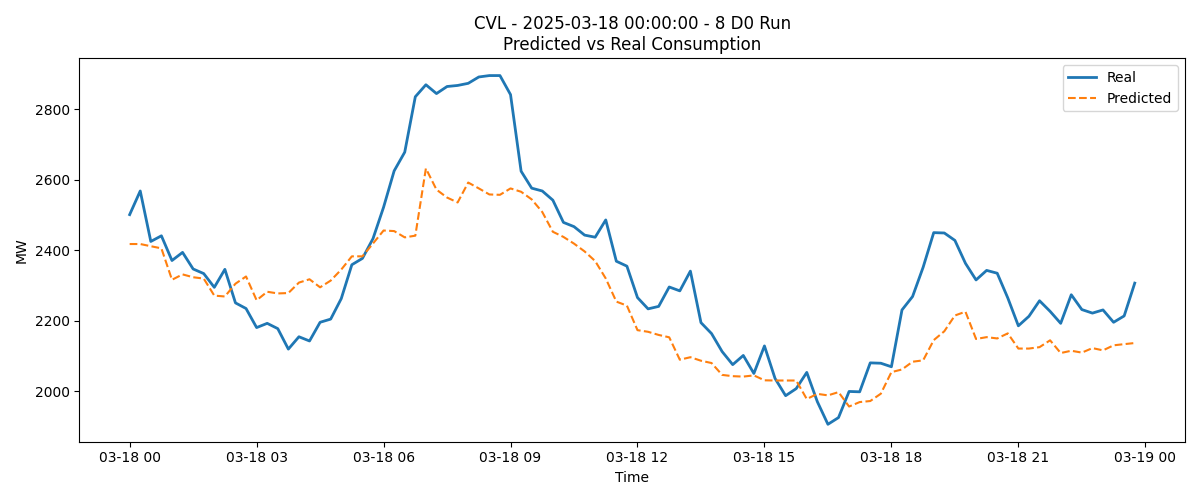 CVL - 2025-03-18 00:00:00 - 8 D0 Run
Predicted vs Real Consumption
Real
Predicted
MW
2800
2600
2400
2200
2000
03-18 00
03-18 03
03-18 06
03-18 09
03-18 12
03-18 15
03-18 18
03-18 21
03-19 00
Time